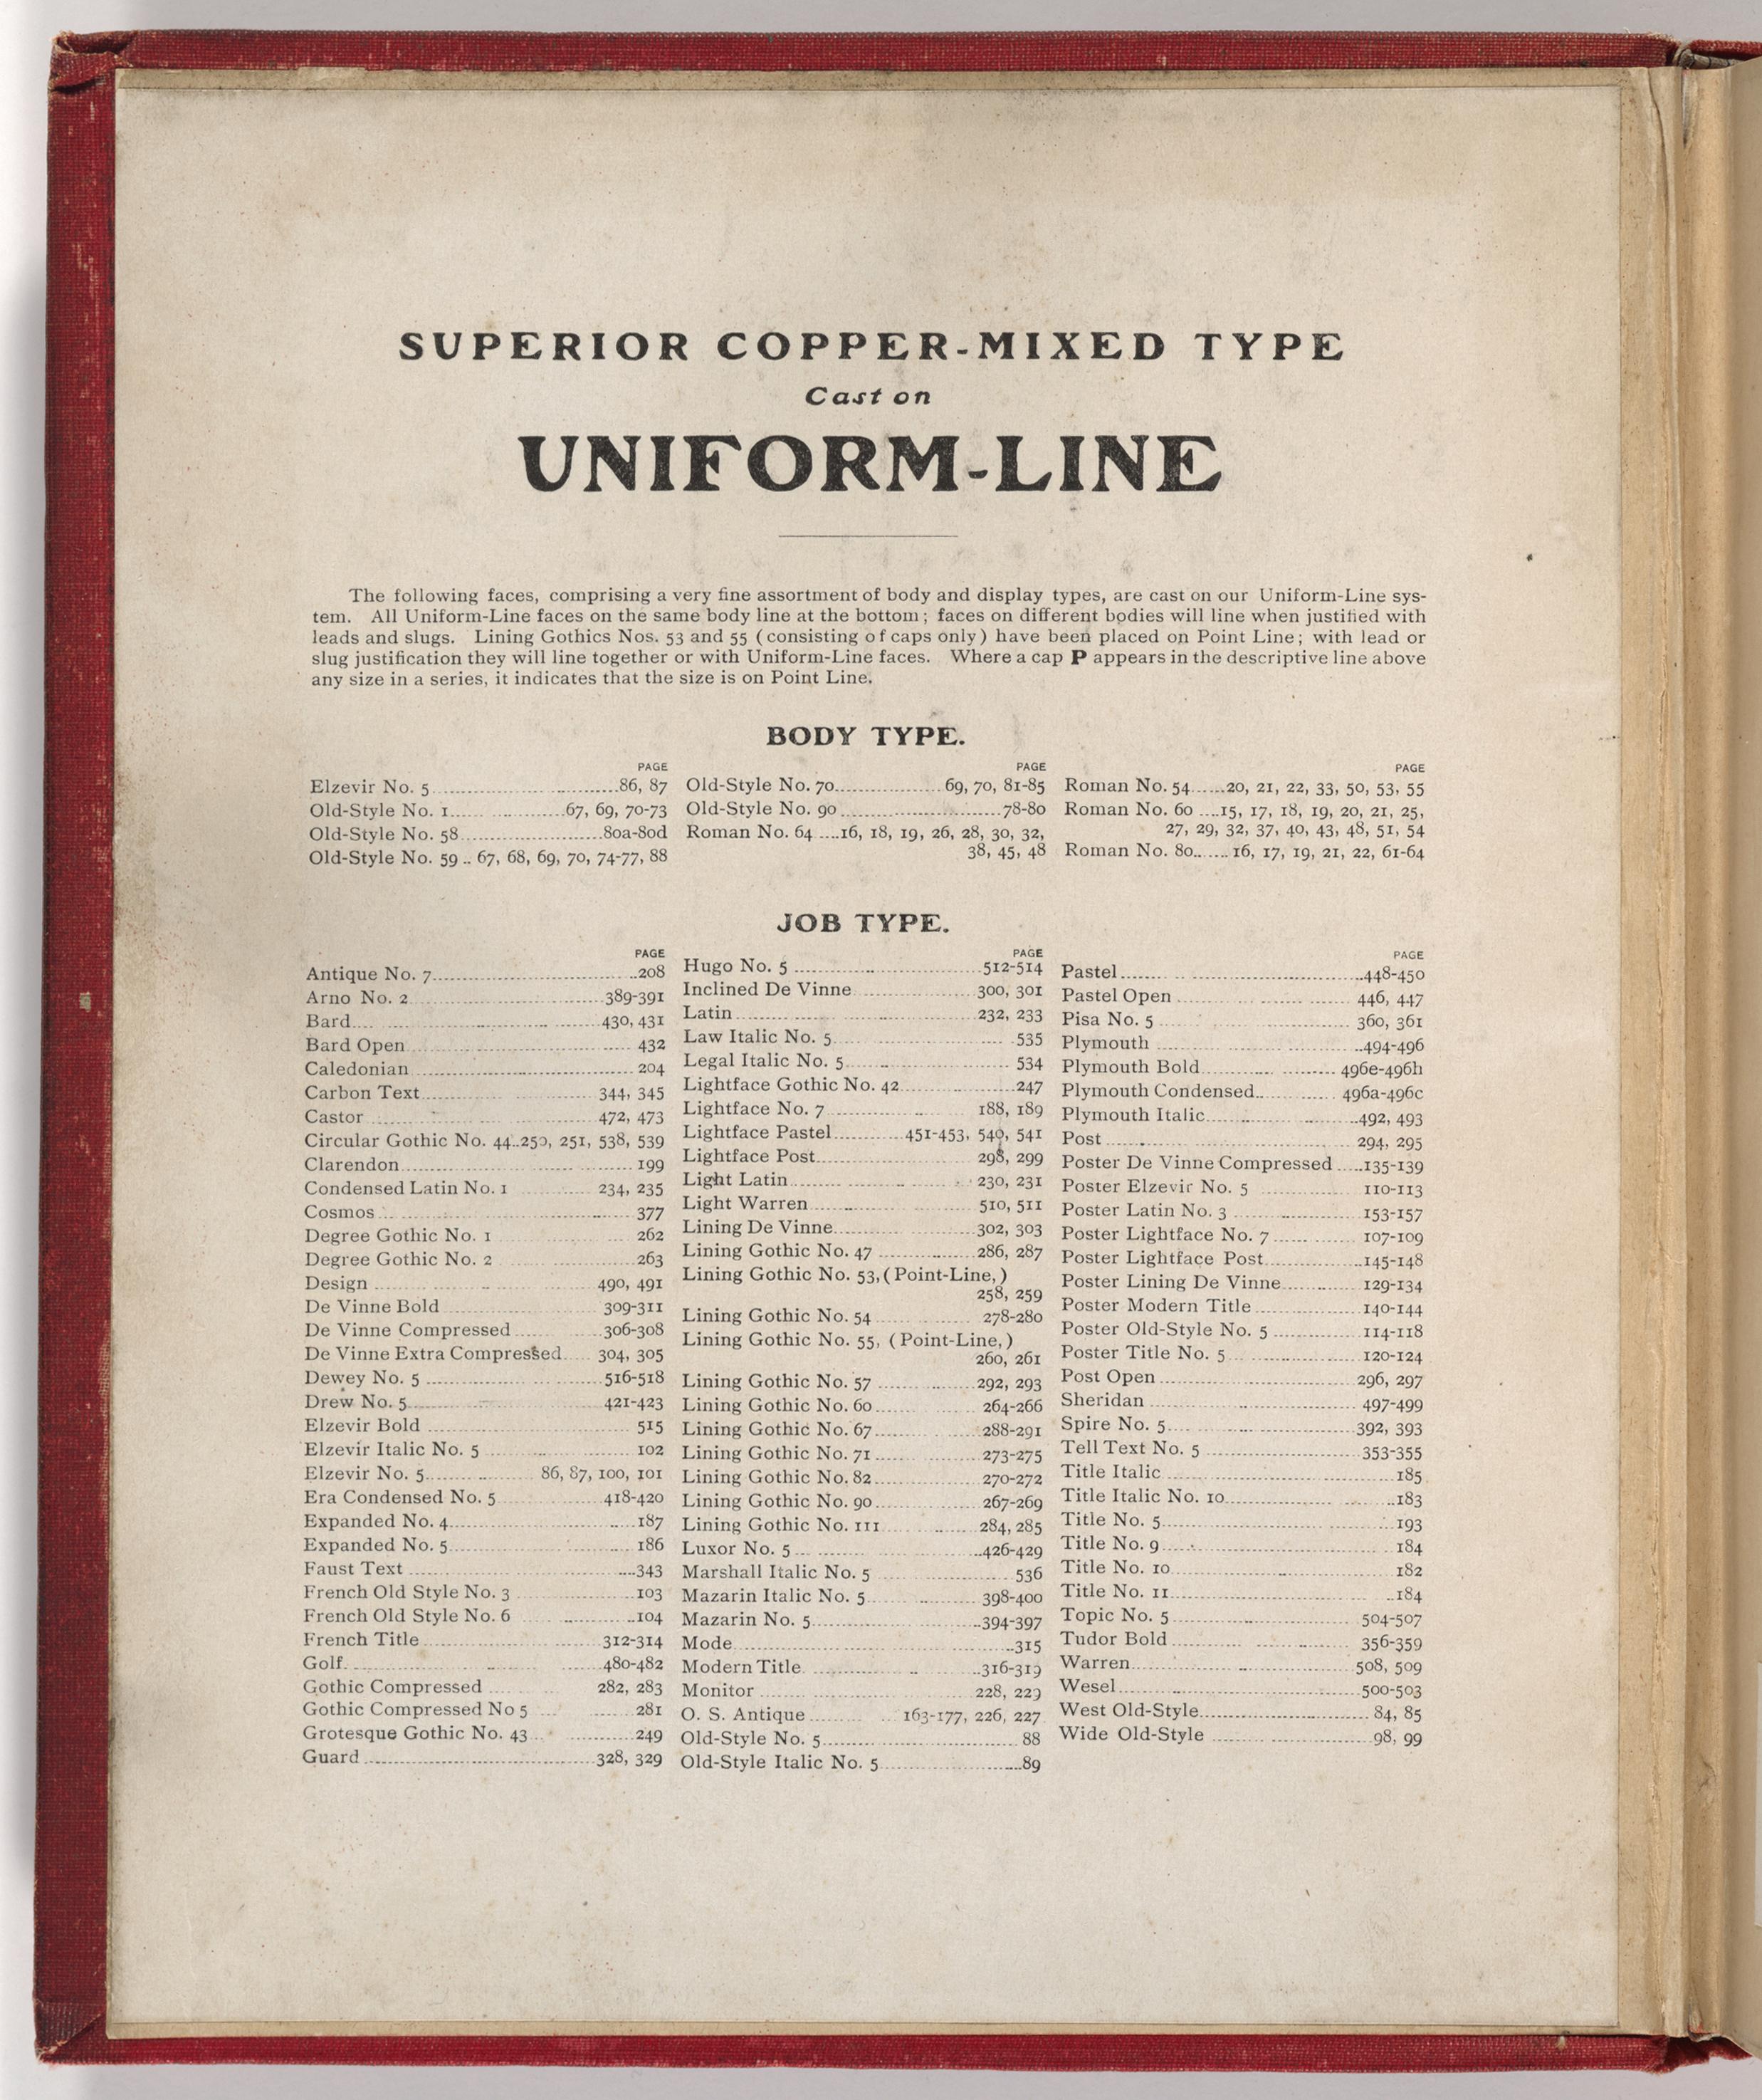 SUPERIOR COPPER-MIXED TYPE
Cast on
UNIFORM-LINE
The following faces, comprising a very fine assortment of body and display types, are cast on our Uniform-Line sys-
tem. All Uniform-Line faces on the same body line at the bottom; faces on different bodies will line when justified with
leads and slugs. Lining Gothics Nos. 53 and 55 (consisting of caps only) have been placed on Point Line; with lead or
slug justification they will line together or with Uniform-Line faces. Where a cap P appears in the descriptive line above
any size in a series, it indicates that the size is on Point Line.
BODY TYPE.
PAGE
Elzevir No. 5 86, 87
Old-Style No. 1 67, 69, 70-73
Old-Style No. 58 80a-80d
Old-Style No. 59 67, 68, 69, 70, 74-77, 88
PAGE
Old-Style No. 70 69, 70, 81-85
Old-Style No. 90 78-80
Roman No. 64 16, 18, 19, 26, 28, 30, 32,
38, 45, 48
PAGE
Roman No. 54 20, 21, 22, 33, 50, 53, 55
Roman No. 60 15, 17, 18, 19, 20, 21, 25,
27, 29, 32, 37, 40, 43, 48, 51, 54
Roman No. 80 16, 17, 19, 21, 22, 61-64
JOB TYPE.
PAGE
Antique No. 7 208
Arno No. 2 389-391
Bard 430, 431
Bard Open 432
Caledonian 204
Carbon Text 344, 345
Castor 472, 473
Circular Gothic No. 44 250, 251, 538, 539
Clarendon 199
Condensed Latin No. 1 234, 235
Cosmos 377
Degree Gothic No. 1 262
Degree Gothic No. 2 263
Design 490, 491
De Vinne Bold 309-311
De Vinne Compressed 306-308
De Vinne Extra Compressed 304, 305
Dewey No. 5 516-518
Drew No. 5 421-423
Elzevir Bold 515
Elzevir Italic No. 5 102
Elzevir No. 5 86, 87, 100, 101
Era Condensed No. 5 418-420
Expanded No. 4 187
Expanded No. 5 186
Faust Text 343
French Old Style No. 3 103
French Old Style No. 6 104
French Title 312-314
Golf 480-482
Gothic Compressed 282, 283
Gothic Compressed No 5 281
Grotesque Gothic No. 43 249
Guard 328, 329
PAGE
Hugo No. 5 512-514
Inclined De Vinne 300, 301
Latin 232, 233
Law Italic No. 5 535
Legal Italic No. 5 534
Lightface Gothic No. 42 247
Lightface No. 7 188, 189
Lightface Pastel 451-453, 540, 541
Lightface Post 298, 299
Light Latin 230, 231
Light Warren 510, 511
Lining De Vinne 302, 303
Lining Gothic No. 47 286, 287
Lining Gothic No. 53, (Point-Line,)
258, 259
Lining Gothic No. 54 278-280
Lining Gothic No. 55, (Point-Line,)
260, 261
Lining Gothic No. 57 292, 293
Lining Gothic No. 60 264-266
Lining Gothic No. 67 288-291
Lining Gothic No. 71 273-275
Lining Gothic No. 82 270-272
Lining Gothic No. 90 267-269
Lining Gothic No. 111 284, 285
Luxor No. 5 426-429
Marshall Italic No. 5 536
Mazarin Italic No. 5 398-400
Mazarin No. 5 394-397
Mode 315
Modern Title 316-319
Monitor 228, 229
O. S. Antique 163-177, 226, 227
Old-Style No. 5 88
Old-Style Italic No. 5 89
PAGE
Pastel 448-450
Pastel Open 446, 447
Pisa No. 5 360, 361
Plymouth 494-496
Plymouth Bold 496e-496h
Plymouth Condensed 496a-496c
Plymouth Italic 492, 493
Post 294, 295
Poster De Vinne Compressed 135-139
Poster Elzevir No. 5 110-113
Poster Latin No. 3 153-157
Poster Lightface No. 7 107-109
Poster Lightface Post 145-148
Poster Lining De Vinne 129-134
Poster Modern Title 140-144
Poster Old-Style No. 5 114-118
Poster Title No. 5 120-124
Post Open 296, 297
Sheridan 497-499
Spire No. 5 392, 393
Tell Text No. 5 353-355
Title Italic 185
Title Italic No. 10 183
Title No. 5 193
Title No. 9 184
Title No. 10 182
Title No. 11 184
Topic No. 5 504-507
Tudor Bold 356-359
Warren 508, 509
Wesel 500-503
West Old-Style 84, 85
Wide Old-Style 98, 99